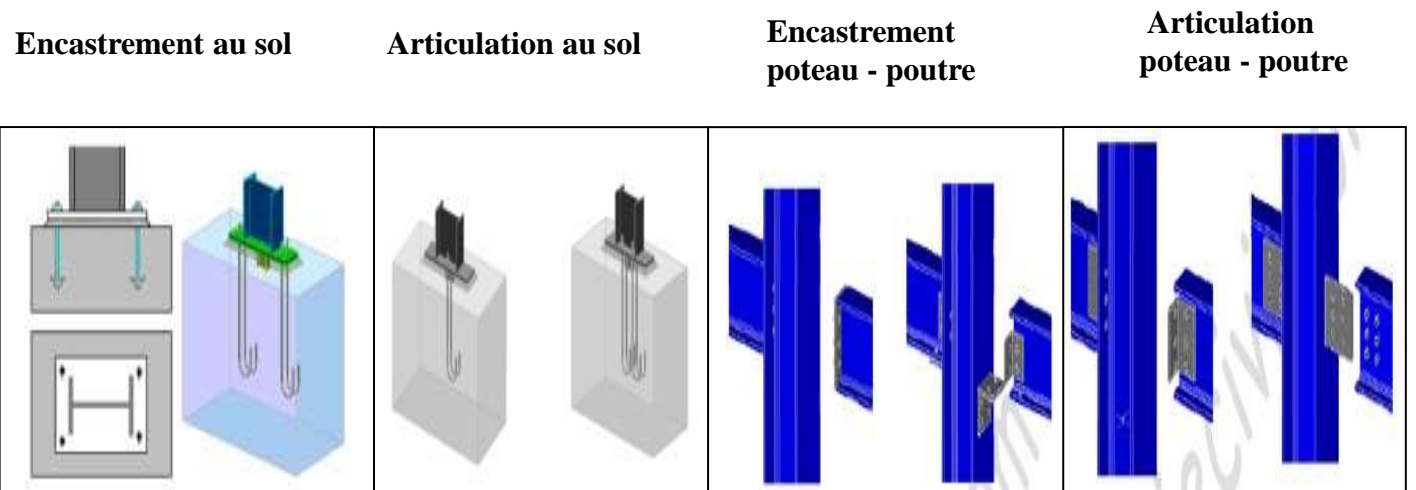 Encastrement au sol
Articulation au sol
Encastrement
poteau - poutre
Articulation
poteau - poutre